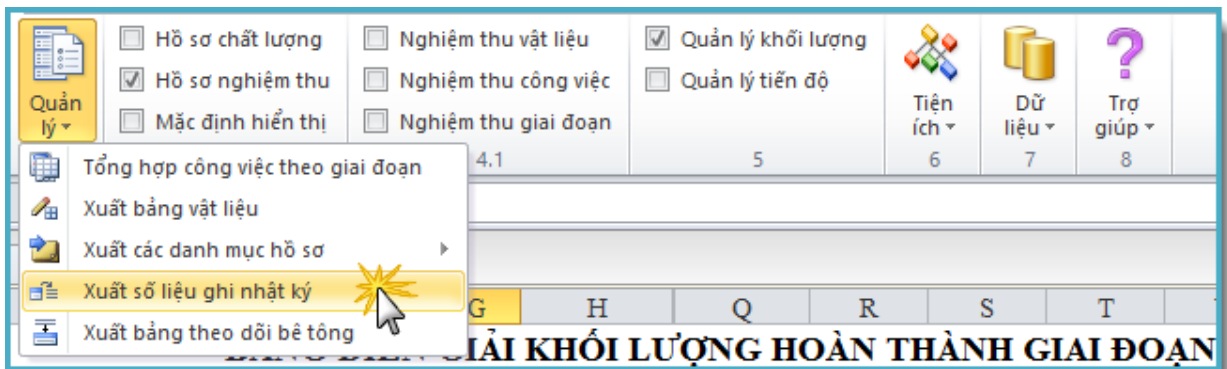 Quản lý
Hồ sơ chất lượng
Hồ sơ nghiệm thu
Mặc định hiển thị
Nghiệm thu vật liệu
Nghiệm thu công việc
Nghiệm thu giai đoạn
Quản lý khối lượng
Quản lý tiến độ
Tiện ích
Dữ liệu
Trợ giúp
4.1 5 6 7 8
Tổng hợp công việc theo giai đoạn
Xuất bảng vật liệu
Xuất các danh mục hồ sơ
Xuất số liệu ghi nhật ký
Xuất bảng theo dõi bê tông
G H Q R S T
GIẢI KHỐI LƯỢNG HOÀN THÀNH GIAI ĐOẠN